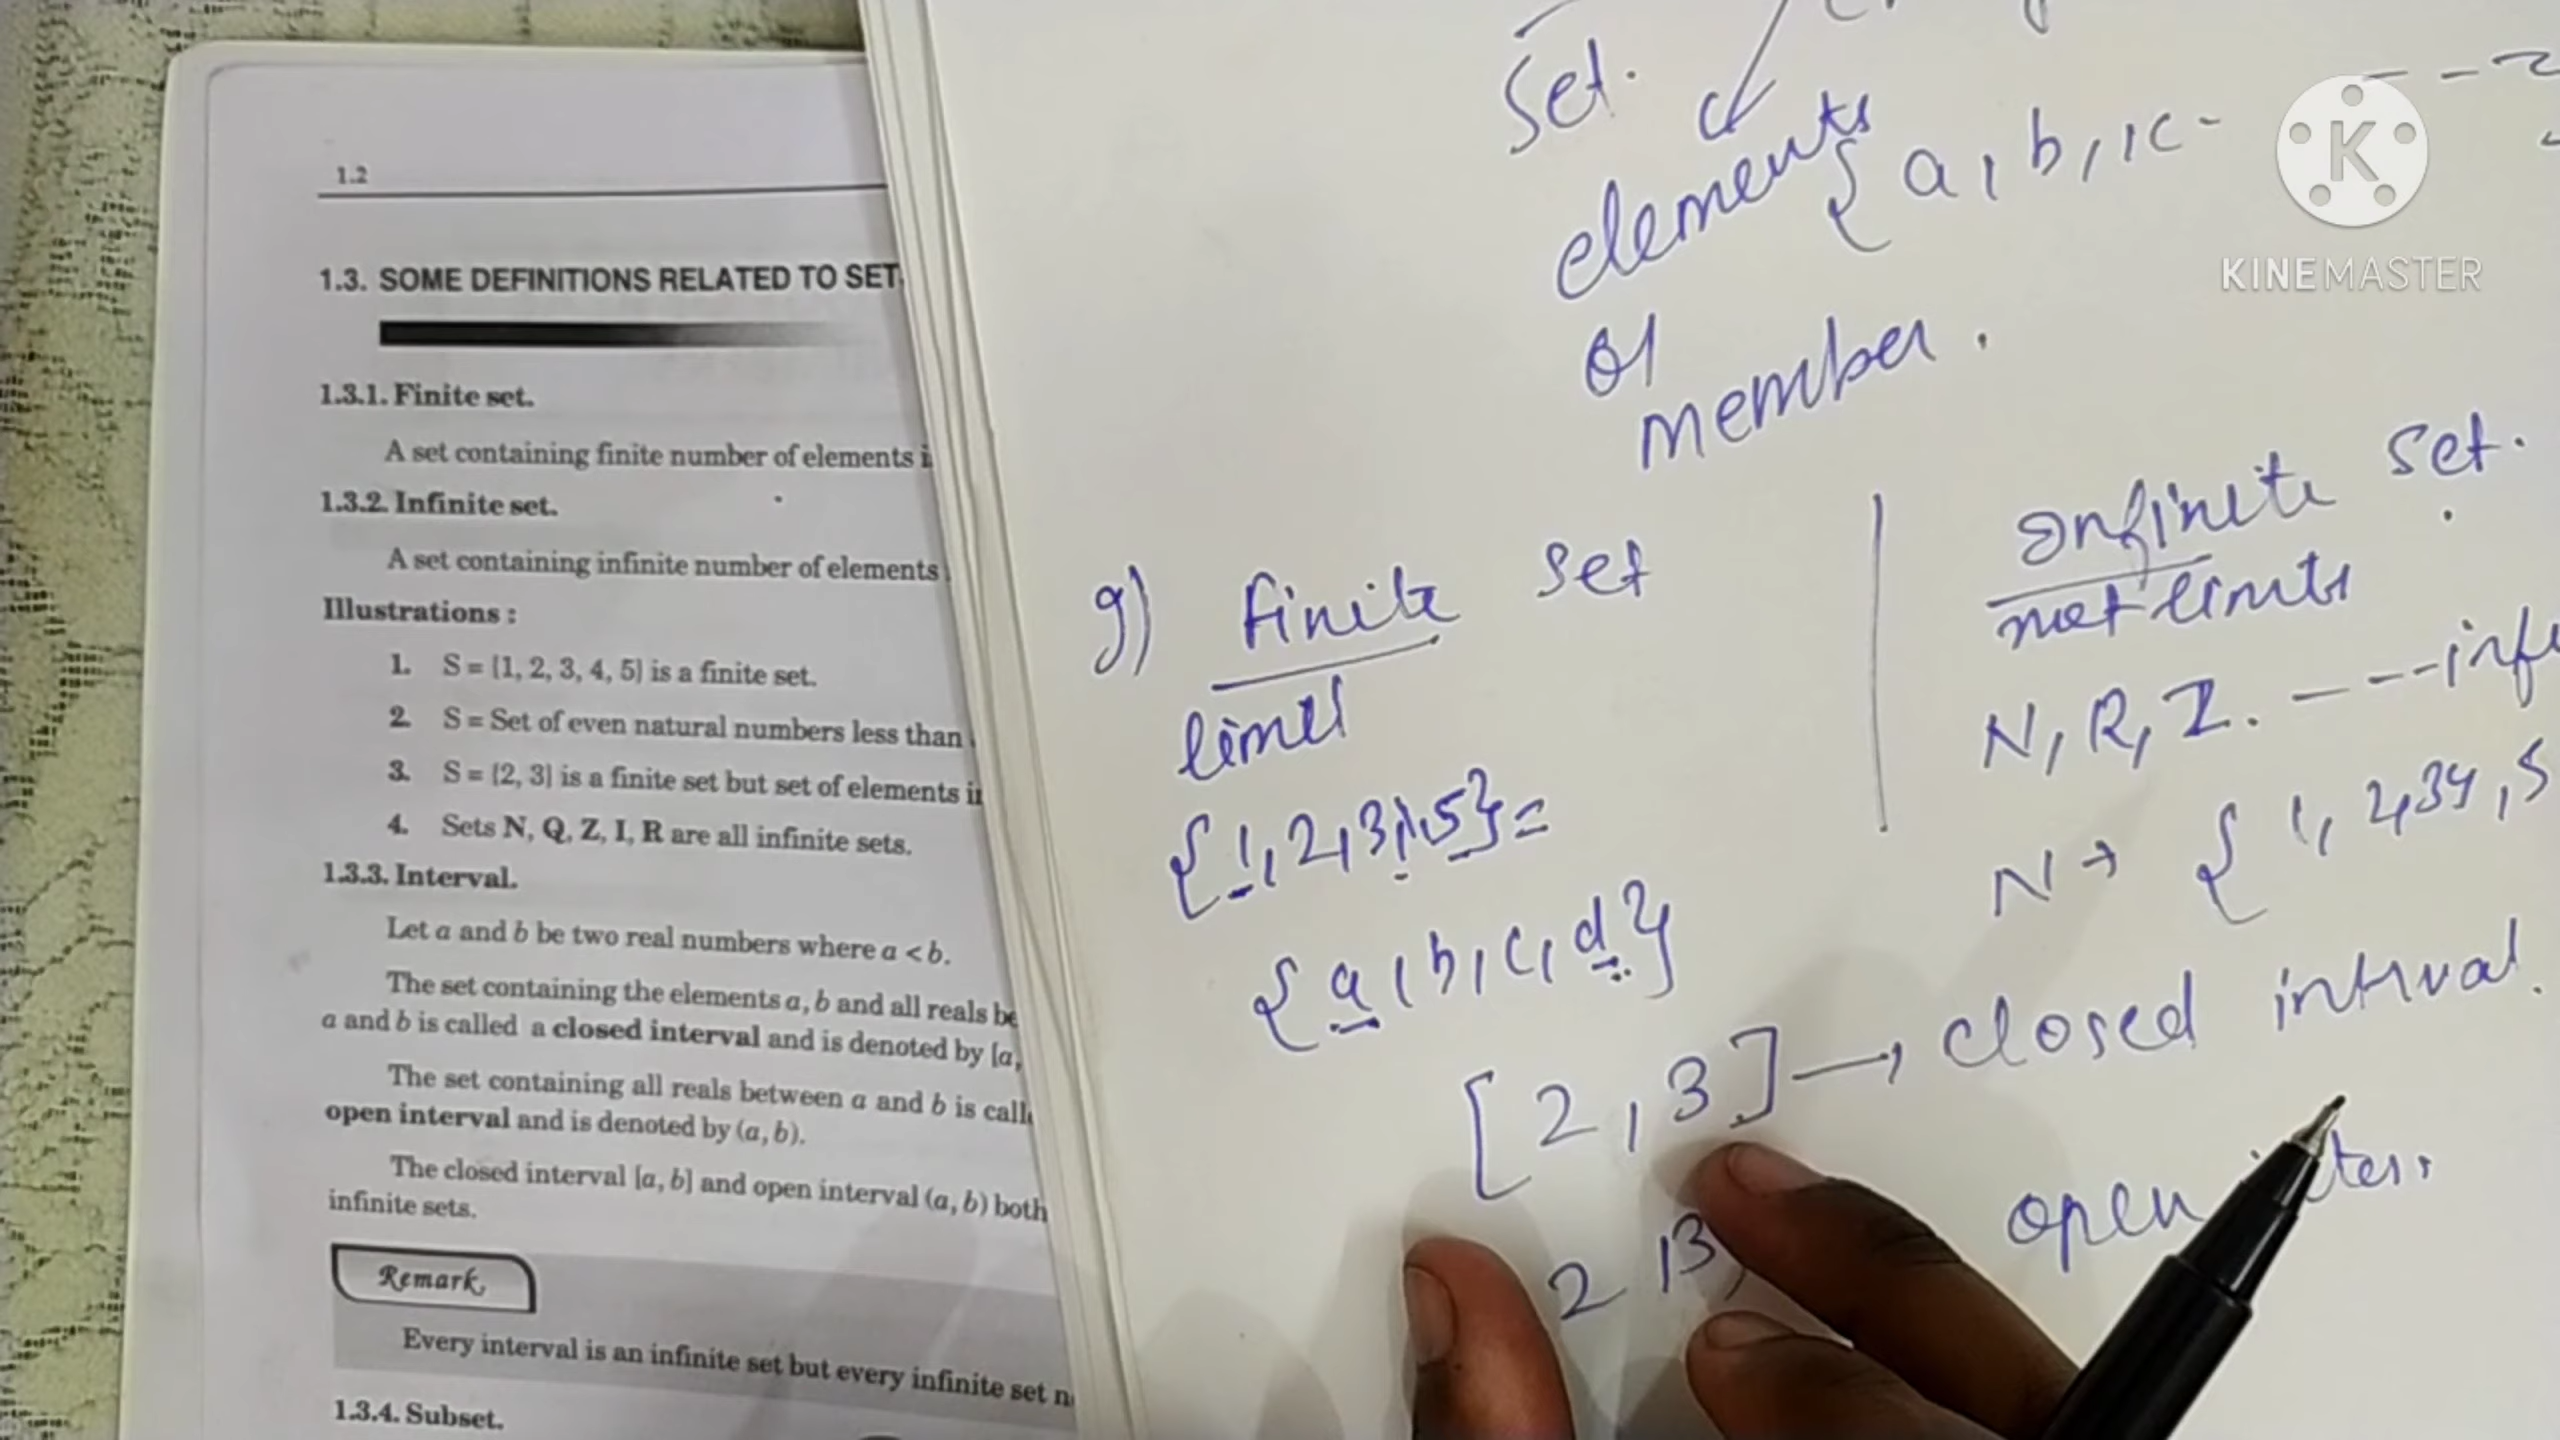 1.2
1.3. SOME DEFINITIONS RELATED TO SET
1.3.1. Finite set.
A set containing finite number of elements
1.3.2. Infinite set.
A set containing infinite number of elements
Illustrations :
1. S = {1, 2, 3, 4, 5} is a finite set.
2. S = Set of even natural numbers less than
3. S = {2, 3} is a finite set but set of elements
4. Sets N, Q, Z, I, R are all infinite sets.
1.3.3. Interval.
Let a and b be two real numbers where a < b.
The set containing the elements a, b and all reals
a and b is called a closed interval and is denoted by [a,
The set containing all reals between a and b is
open interval and is denoted by (a, b).
The closed interval [a, b] and open interval (a, b) both
infinite sets.
Remark
Every interval is an infinite set but every infinite set
1.3.4. Subset.
Set.
elements
{ a, b, c -
or
member.
g) Finite Set
limit
{1, 2, 3, 5} =
{a, b, c, d}
Infinite Set.
not limits
N, R, Z. ---
N → { 1, 2, 3 4, 5
[2, 3] → closed interval.
2, 3)
open
KINEMASTER